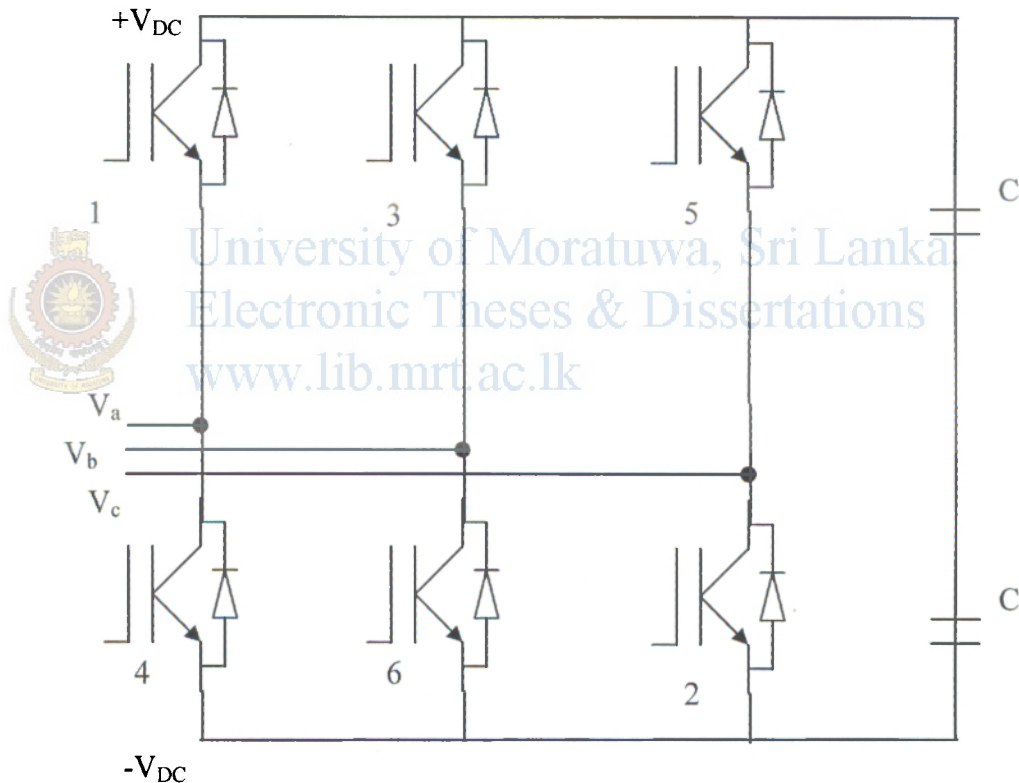 +V_DC
1
3
5
C
University of Moratuwa, Sri Lanka
Electronic Theses & Dissertations
www.lib.mrt.ac.lk
V_a
V_b
V_c
C
4
6
2
-V_DC